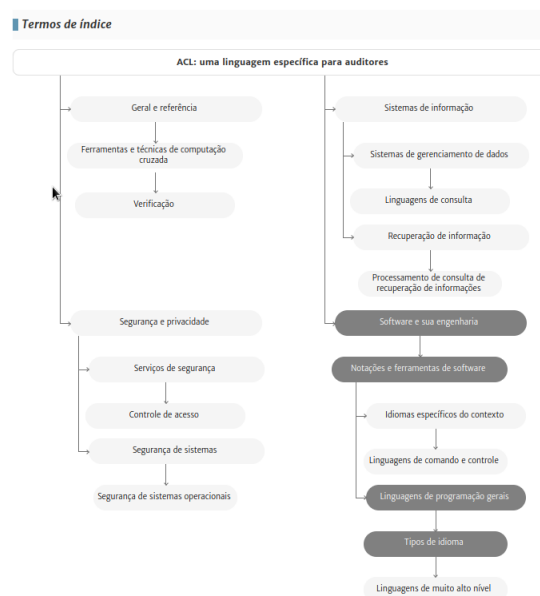 Termos de índice
ACL: uma linguagem específica para auditores
Geral e referência
Ferramentas e técnicas de computação
cruzada
Verificação
Segurança e privacidade
Serviços de segurança
Controle de acesso
Segurança de sistemas
Segurança de sistemas operacionais
Sistemas de informação
Sistemas de gerenciamento de dados
Linguagens de consulta
Recuperação de informação
Processamento de consulta de
recuperação de informações
Software e sua engenharia
Notações e ferramentas de software
Idiomas específicos do contexto
Linguagens de comando e controle
Linguagens de programação gerais
Tipos de idioma
Linguagens de muito alto nível